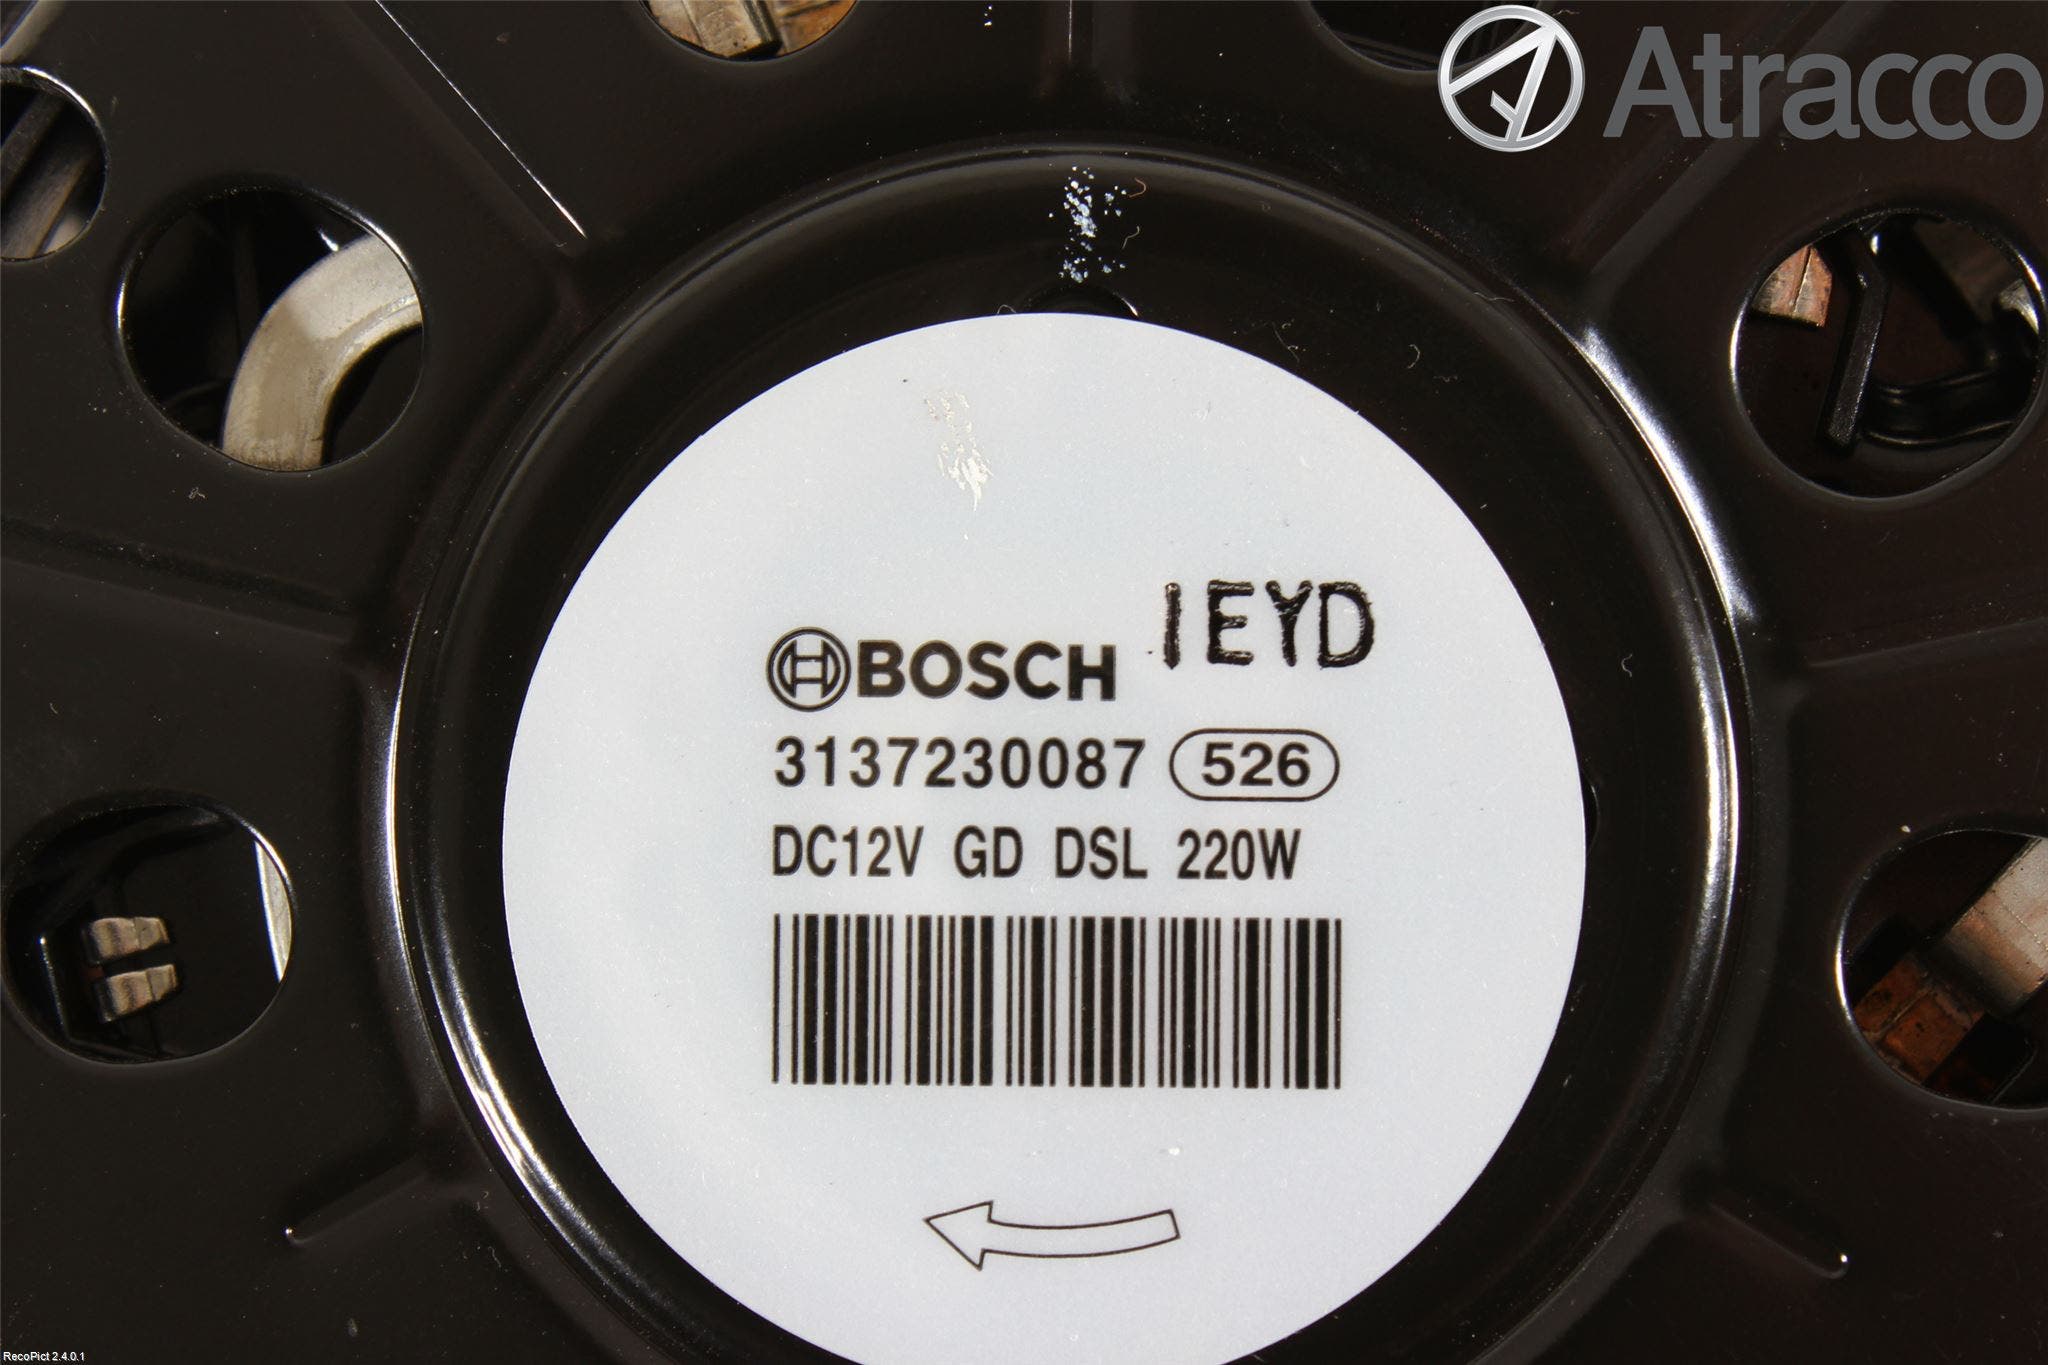 Atracco
IEYD
BOSCH
3137230087 526
DC12V GD DSL 220W
RecoPict 2.4.0.1